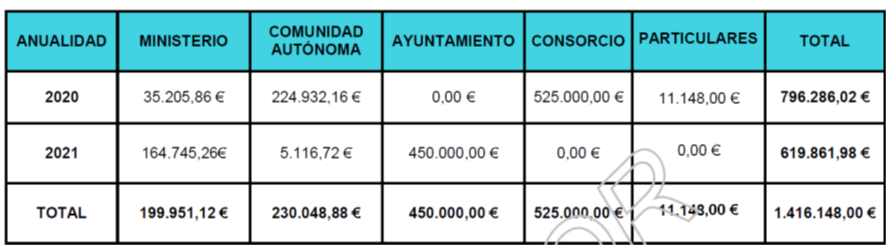 ANUALIDAD MINISTERIO COMUNIDAD AUTÓNOMA AYUNTAMIENTO CONSORCIO PARTICULARES TOTAL
2020 35.205,86 € 224.932,16 € 0,00 € 525.000,00 € 11.148,00 € 796.286,02 €
2021 164.745,26€ 5.116,72 € 450.000,00 € 0,00 € 0,00 € 619.861,98 €
TOTAL 199.951,12 € 230.048,88 € 450.000,00 € 525.000,00 € 11.148,00 € 1.416.148,00 €
OR